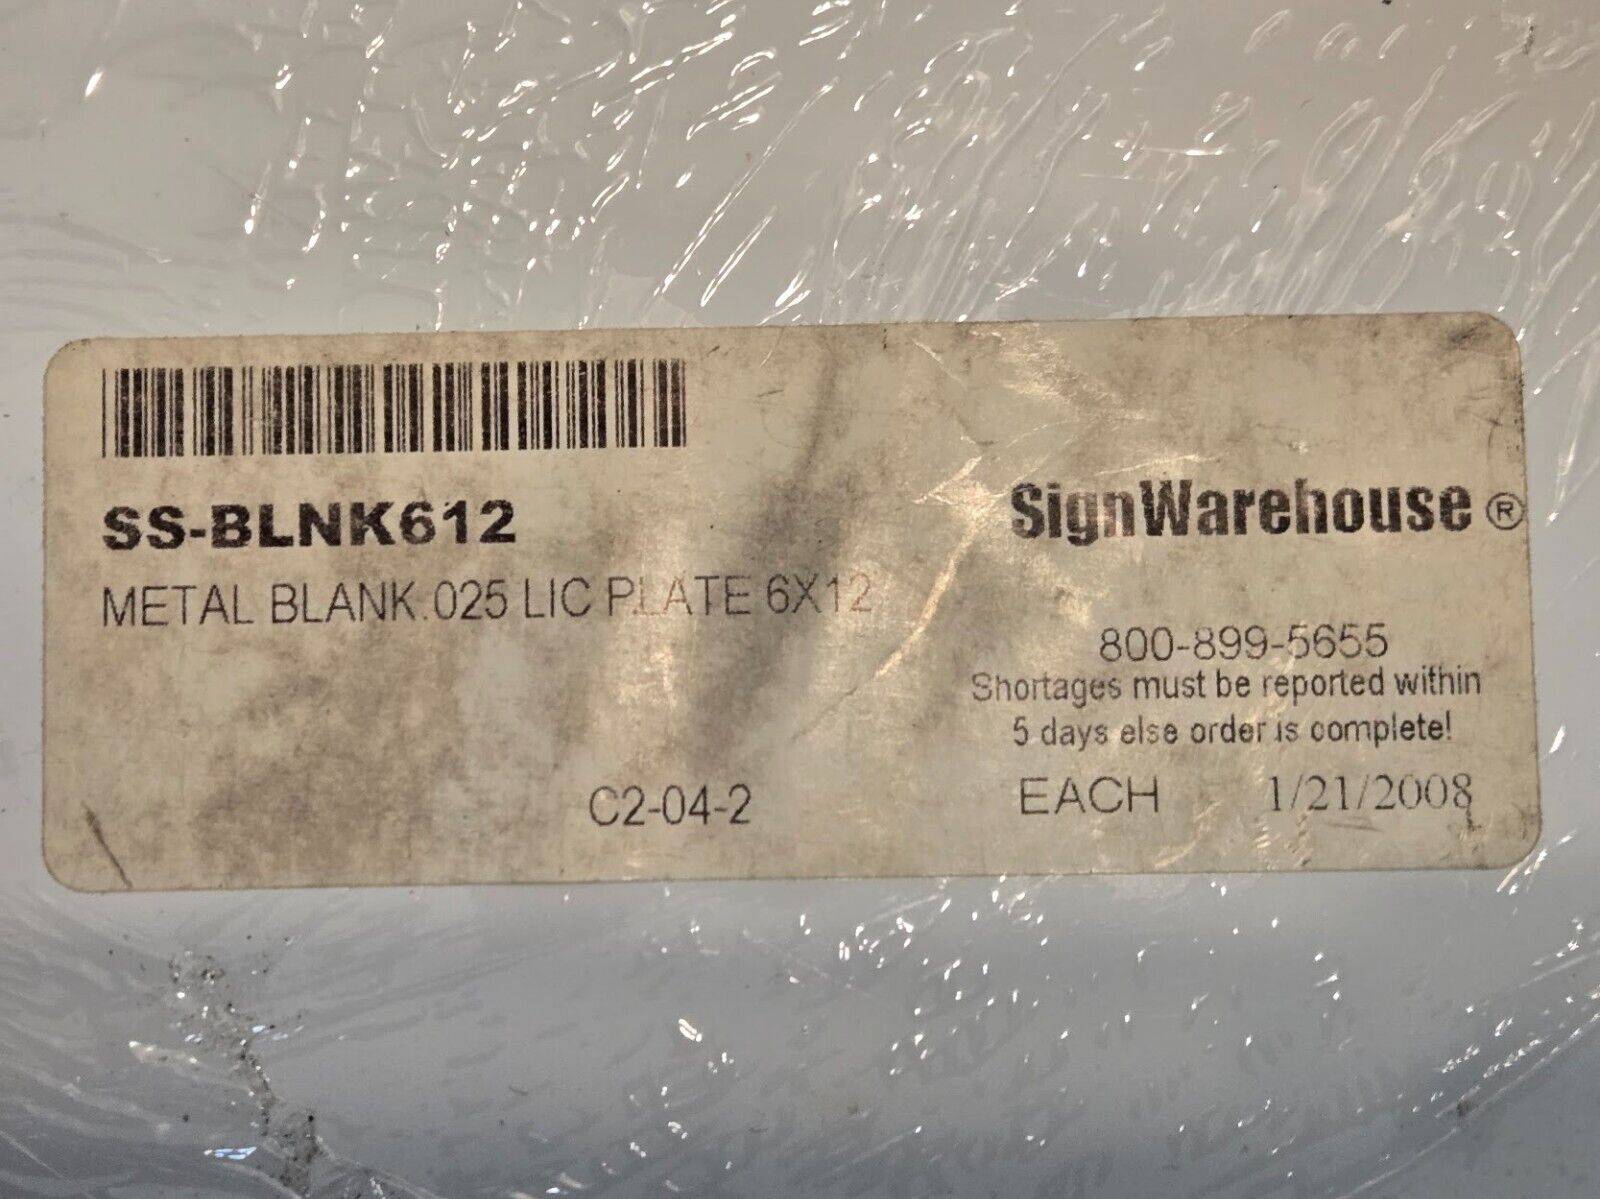 SS-BLNK612
METAL BLANK .025 LIC PLATE 6X12
SignWarehouse®
800-899-5655
Shortages must be reported within
5 days else order is complete!
C2-04-2
EACH 1/21/2008